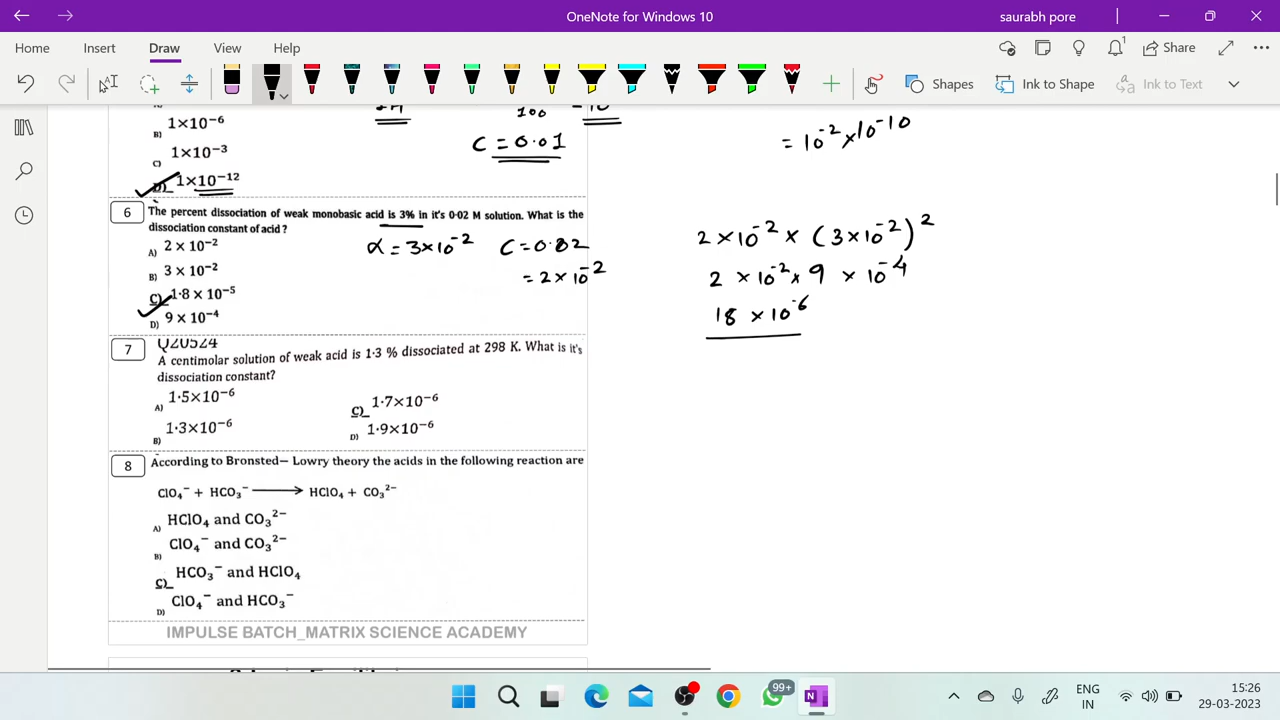 OneNote for Windows 10
saurabh pore
Home
Insert
Draw
View
Help
Share
Shapes
Ink to Shape
Ink to Text
100
C = 0.01
= 10⁻² × 10⁻¹⁰
B) 1×10⁻⁶
C) 1×10⁻³
D) 1×10⁻¹²
6
The percent dissociation of weak monobasic acid is 3% in it's 0·02 M solution. What is the
dissociation constant of acid ?
A) 2 × 10⁻²
B) 3 × 10⁻²
C) 1·8 × 10⁻⁵
D) 9 × 10⁻⁴
α = 3×10⁻²
C = 0.02
= 2 × 10⁻²
2 × 10⁻² × (3×10⁻²)²
2 × 10⁻² × 9 × 10⁻⁴
18 × 10⁻⁶
7
Q20524
A centimolar solution of weak acid is 1·3 % dissociated at 298 K. What is it's
dissociation constant?
A) 1·5×10⁻⁶
C) 1·7×10⁻⁶
B) 1·3×10⁻⁶
D) 1·9×10⁻⁶
8
According to Bronsted– Lowry theory the acids in the following reaction are
ClO₄⁻ + HCO₃⁻ ⟶ HClO₄ + CO₃²⁻
A) HClO₄ and CO₃²⁻
B) ClO₄⁻ and CO₃²⁻
C) HCO₃⁻ and HClO₄
D) ClO₄⁻ and HCO₃⁻
IMPULSE BATCH_MATRIX SCIENCE ACADEMY
99+
ENG
IN
15:26
29-03-2023